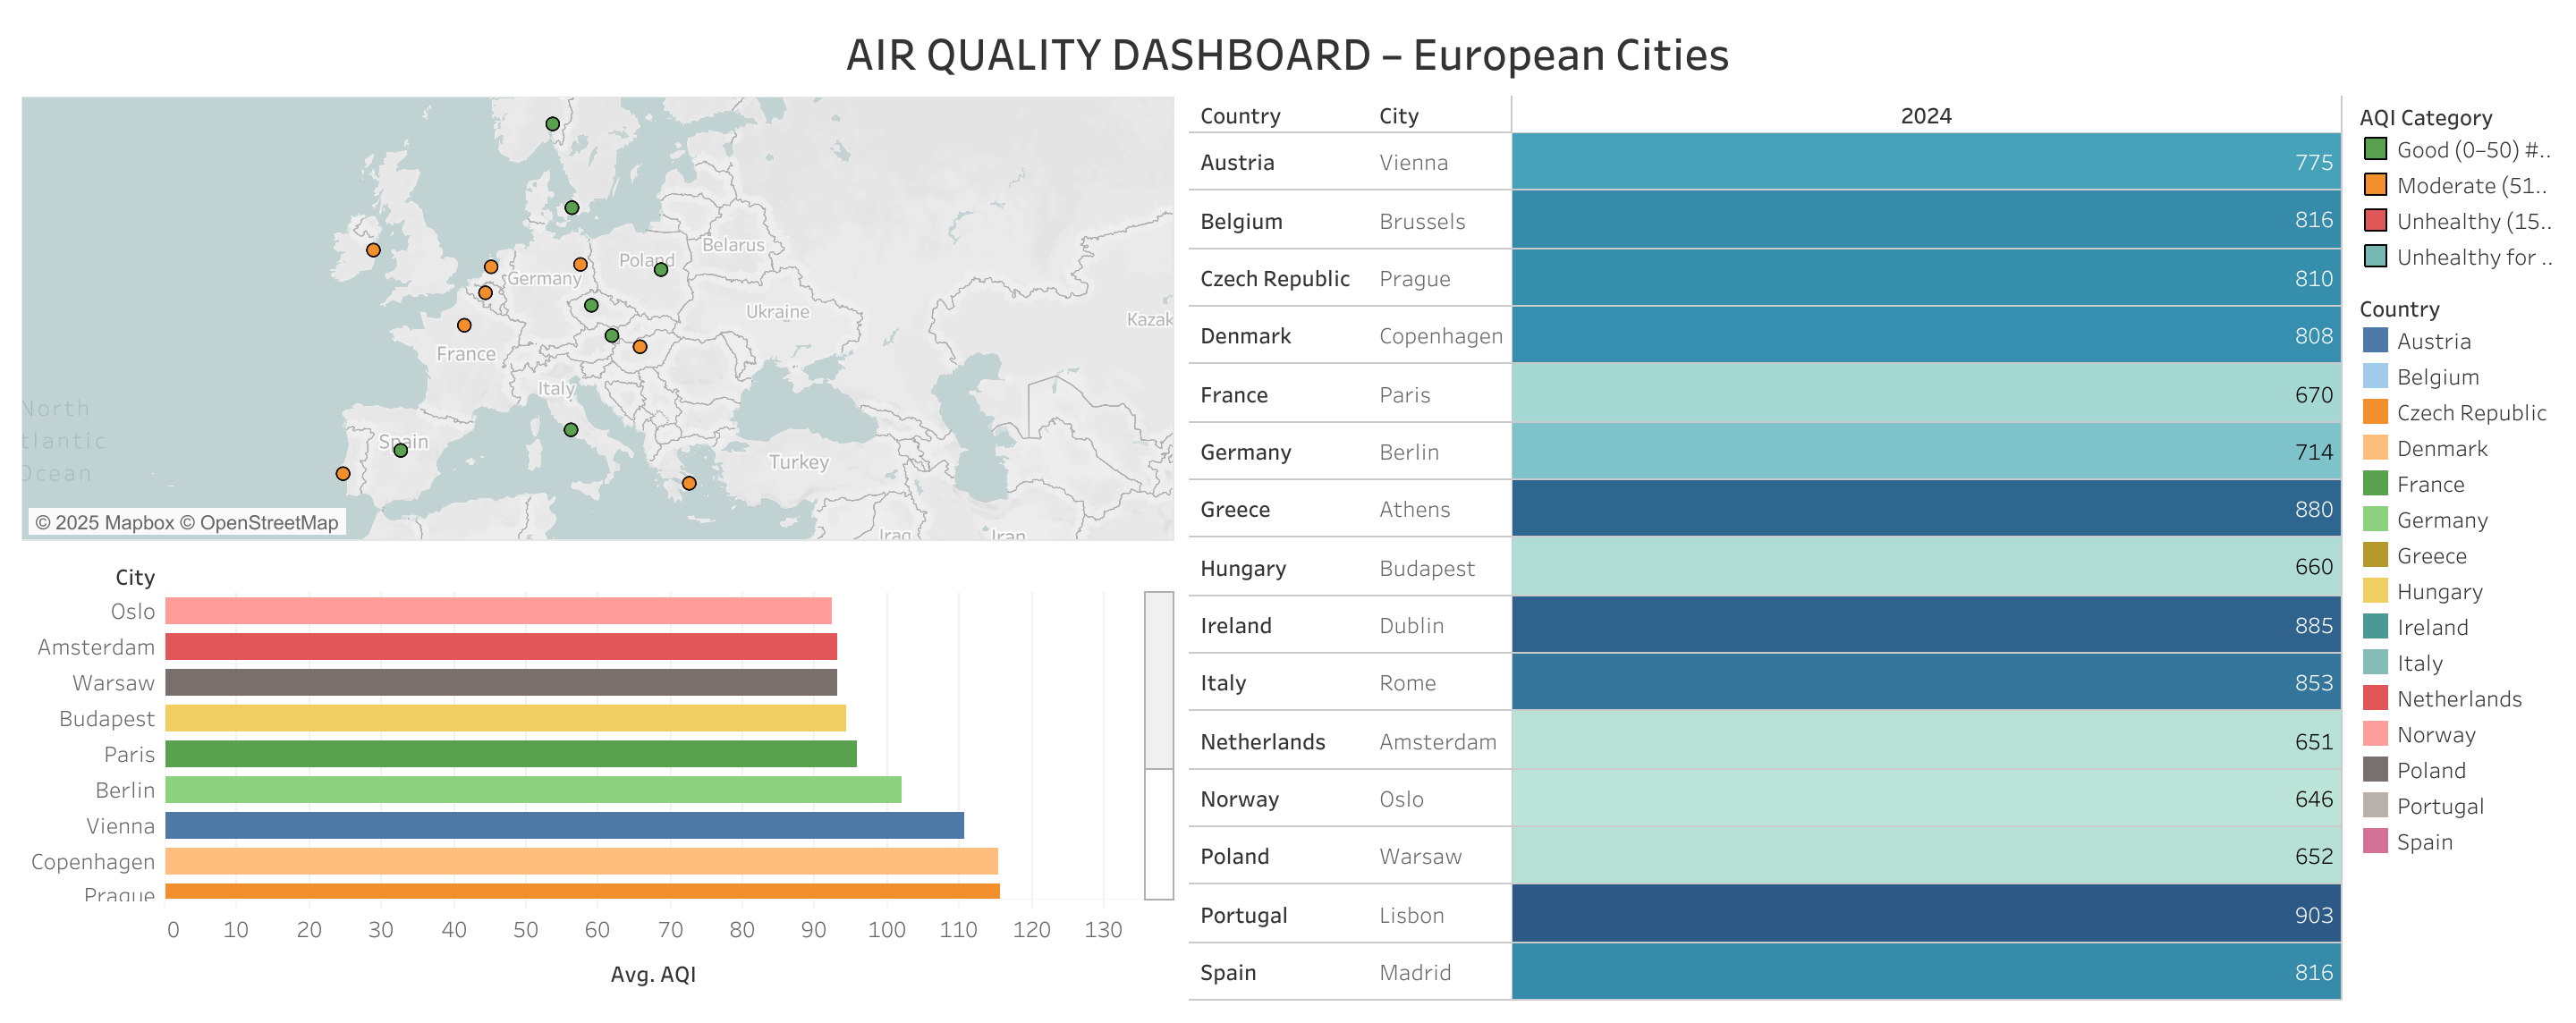 AIR QUALITY DASHBOARD – European Cities
Belarus
Poland
Germany
Ukraine
Kazak
France
Italy
Spain
Turkey
North
tlantic
Ocean
Iraq
Iran
© 2025 Mapbox © OpenStreetMap
City
Oslo
Amsterdam
Warsaw
Budapest
Paris
Berlin
Vienna
Copenhagen
Prague
0 10 20 30 40 50 60 70 80 90 100 110 120 130
Avg. AQI
Country City 2024
Austria Vienna 775
Belgium Brussels 816
Czech Republic Prague 810
Denmark Copenhagen 808
France Paris 670
Germany Berlin 714
Greece Athens 880
Hungary Budapest 660
Ireland Dublin 885
Italy Rome 853
Netherlands Amsterdam 651
Norway Oslo 646
Poland Warsaw 652
Portugal Lisbon 903
Spain Madrid 816
AQI Category
Good (0–50) #..
Moderate (51..
Unhealthy (15..
Unhealthy for ..
Country
Austria
Belgium
Czech Republic
Denmark
France
Germany
Greece
Hungary
Ireland
Italy
Netherlands
Norway
Poland
Portugal
Spain